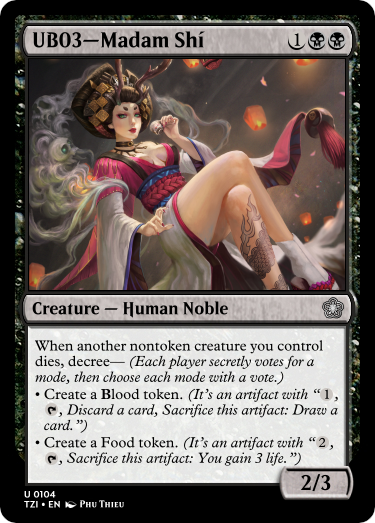 UB03—Madam Shí 1
Creature — Human Noble
When another nontoken creature you control
dies, decree— (Each player secretly votes for a
mode, then choose each mode with a vote.)
• Create a Blood token. (It's an artifact with “1,
, Discard a card, Sacrifice this artifact: Draw a
card.”)
• Create a Food token. (It's an artifact with “2,
, Sacrifice this artifact: You gain 3 life.”)
2/3
U 0104
TZI • EN Phu Thieu